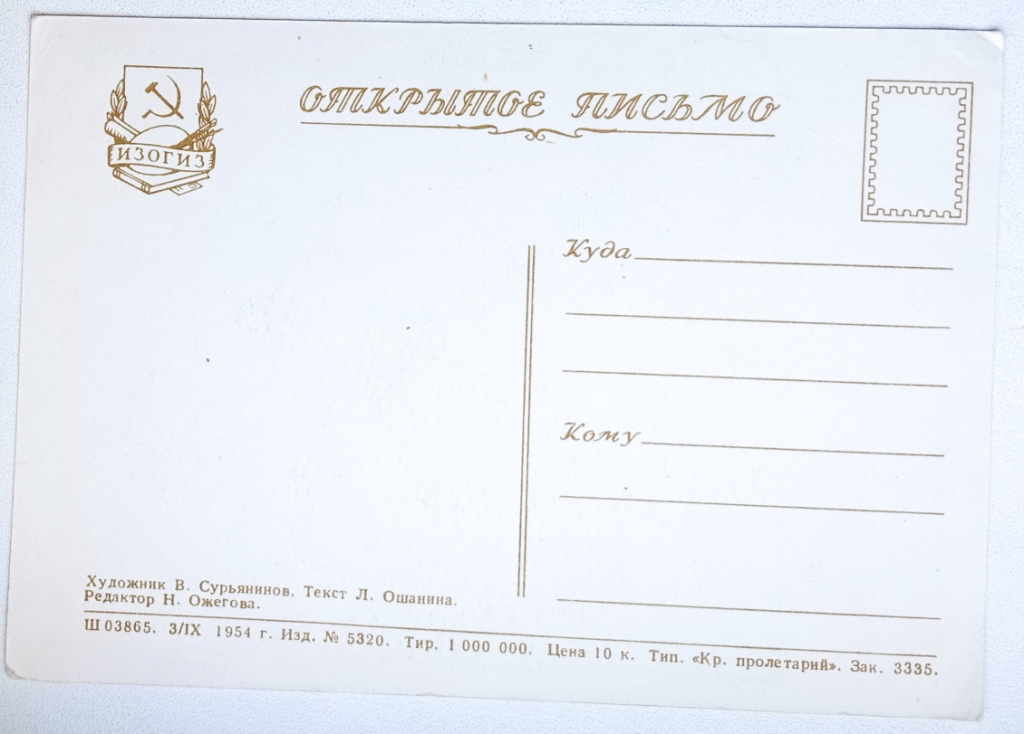 ИЗОГИЗ
ОТКРЫТОЕ ПИСЬМО
Куда
Кому
Художник В. Сурьянинов. Текст Л. Ошанина.
Редактор Н. Ожегова.
Ш 03865. 3/IX 1954 г. Изд. № 5320. Тир. 1 000 000. Цена 10 к. Тип. «Кр. пролетарий». Зак. 3335.